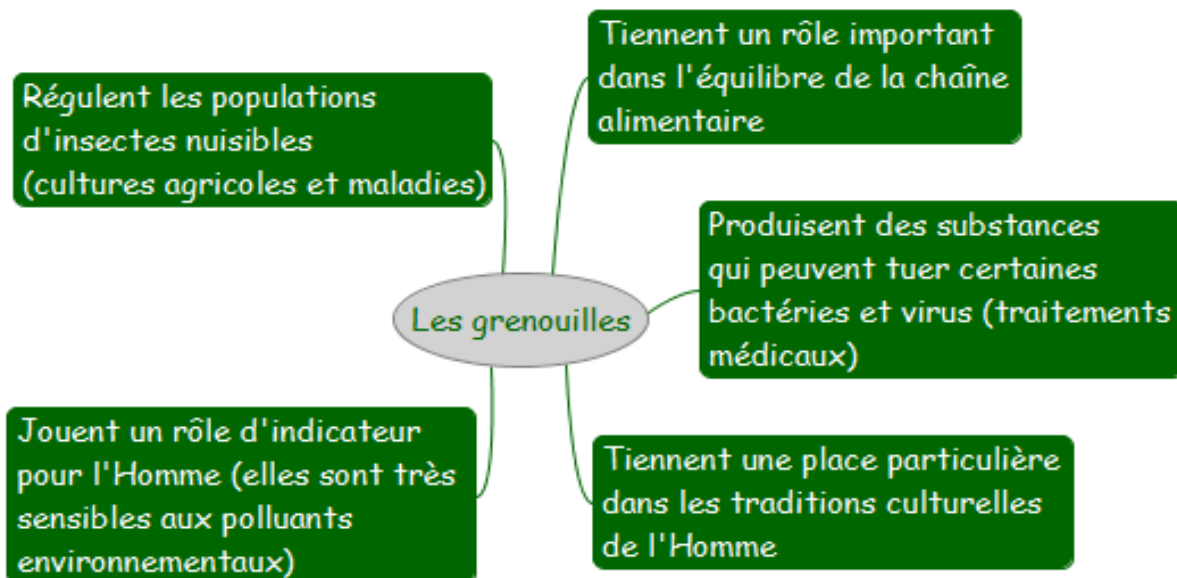 Tiennent un rôle important
dans l'équilibre de la chaîne
alimentaire
Régulent les populations
d'insectes nuisibles
(cultures agricoles et maladies)
Produisent des substances
qui peuvent tuer certaines
bactéries et virus (traitements
médicaux)
Les grenouilles
Jouent un rôle d'indicateur
pour l'Homme (elles sont très
sensibles aux polluants
environnementaux)
Tiennent une place particulière
dans les traditions culturelles
de l'Homme